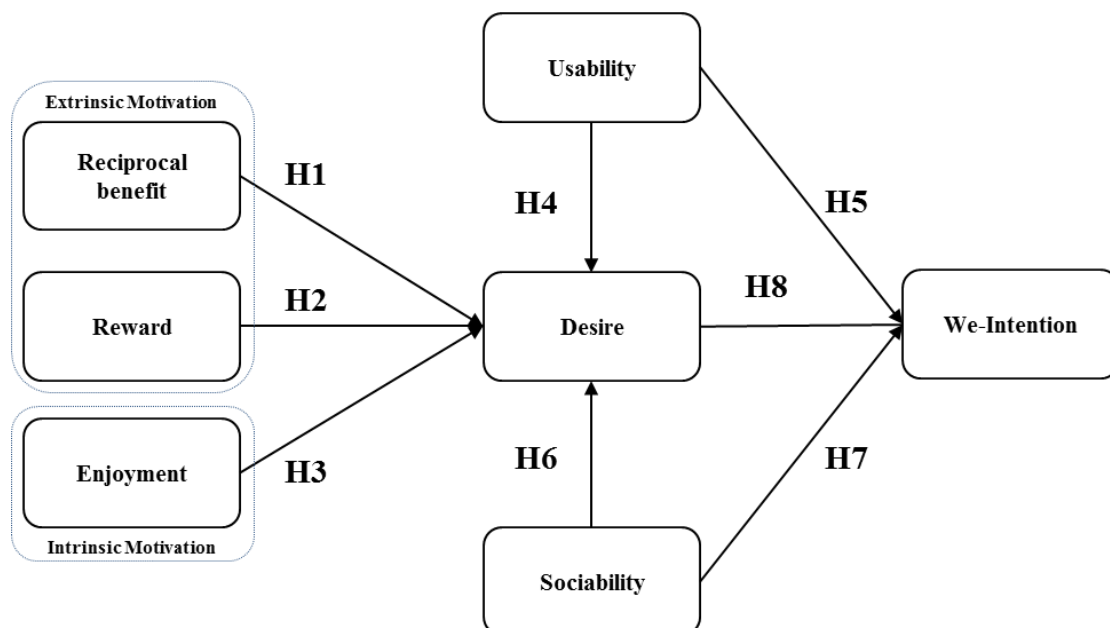 Usability
Extrinsic Motivation
Reciprocal
benefit
H1
H4
H5
Reward
H2
Desire
H8
We-Intention
Enjoyment
H3
H6
H7
Intrinsic Motivation
Sociability